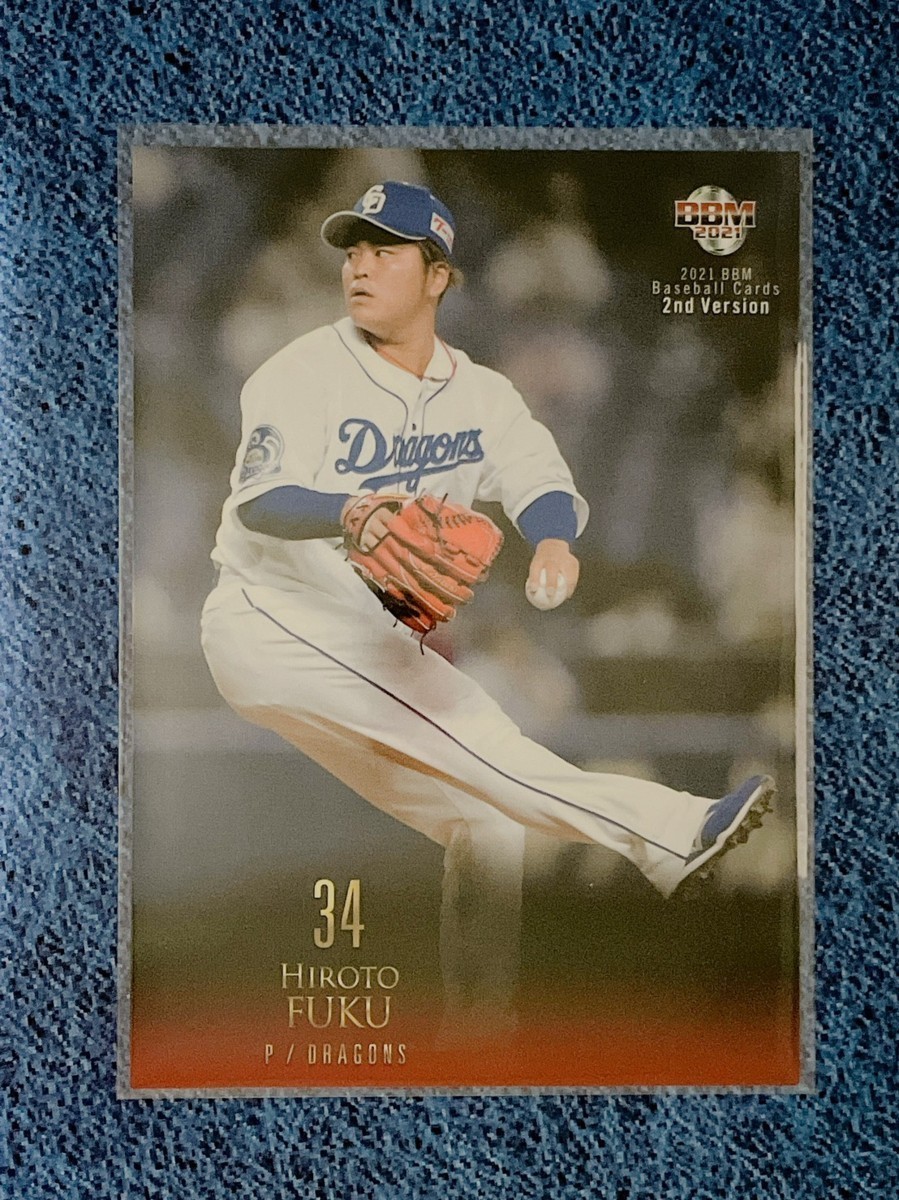 BBM
2021
2021 BBM
Baseball Cards
2nd Version
Dragons
34
HIROTO
FUKU
P / DRAGONS